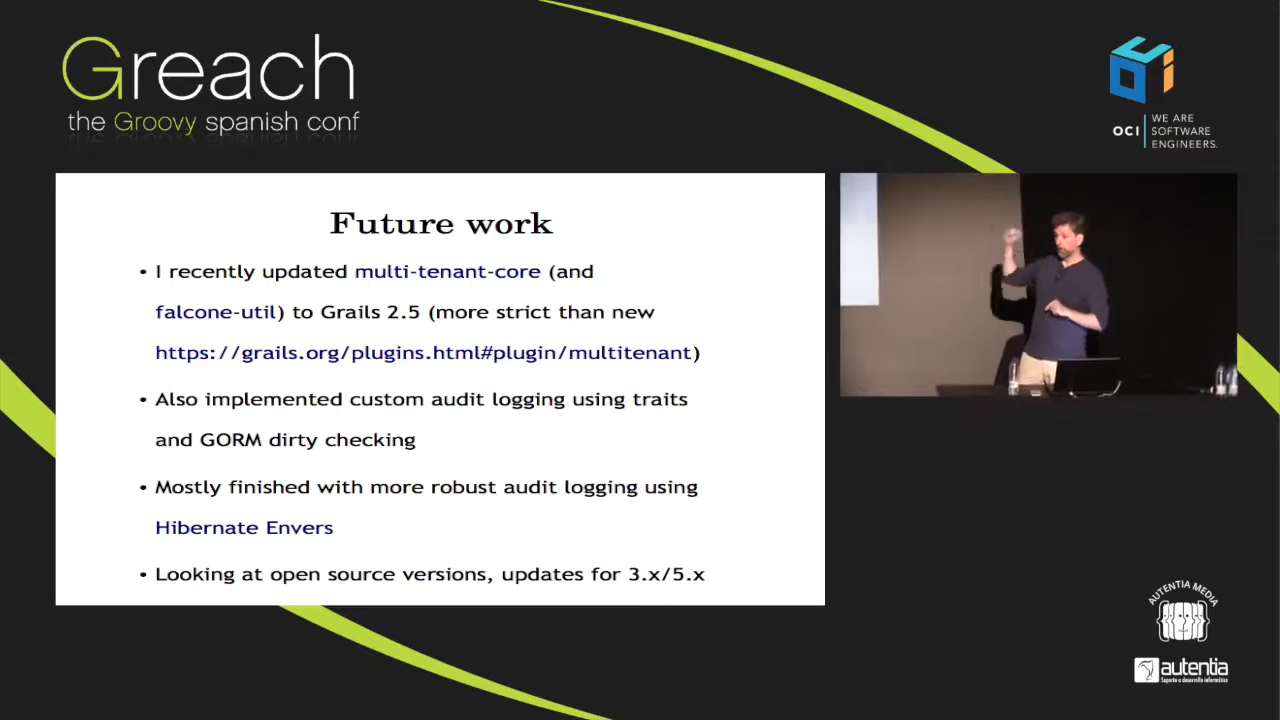 Greach
the Groovy spanish conf
OCI
WE ARE
SOFTWARE
ENGINEERS.
Future work
• I recently updated multi-tenant-core (and
falcone-util) to Grails 2.5 (more strict than new
https://grails.org/plugins.html#plugin/multitenant)
• Also implemented custom audit logging using traits
and GORM dirty checking
• Mostly finished with more robust audit logging using
Hibernate Envers
• Looking at open source versions, updates for 3.x/5.x
AUTENTIA MEDIA
autentia
Soporte a desarrollo informático